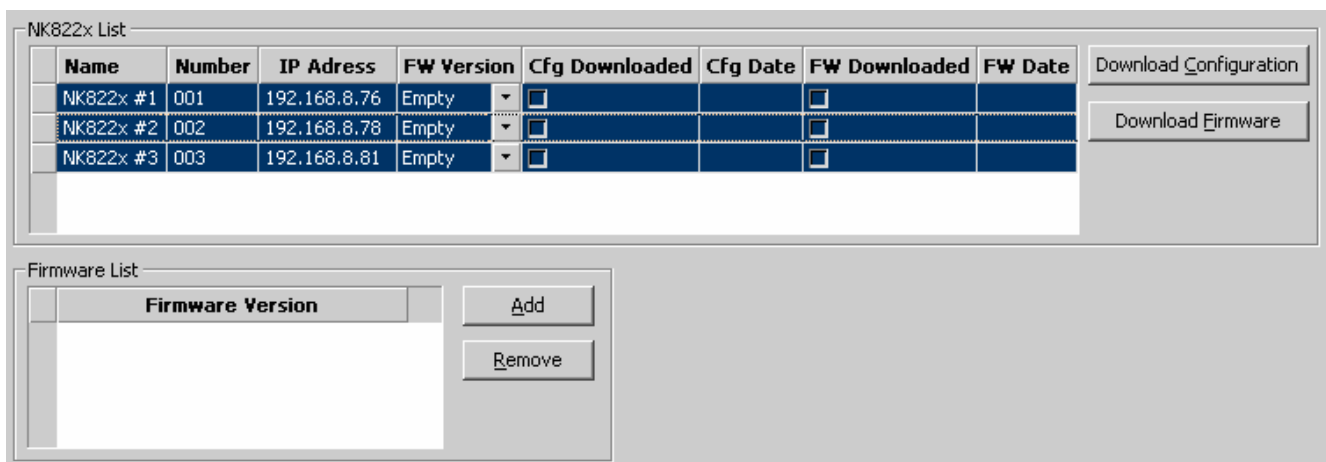 NK822x List
Name Number IP Adress FW Version Cfg Downloaded Cfg Date FW Downloaded FW Date Download Configuration
NK822x #1 001 192.168.8.76 Empty
NK822x #2 002 192.168.8.78 Empty Download Firmware
NK822x #3 003 192.168.8.81 Empty
Firmware List
Firmware Version Add
Remove